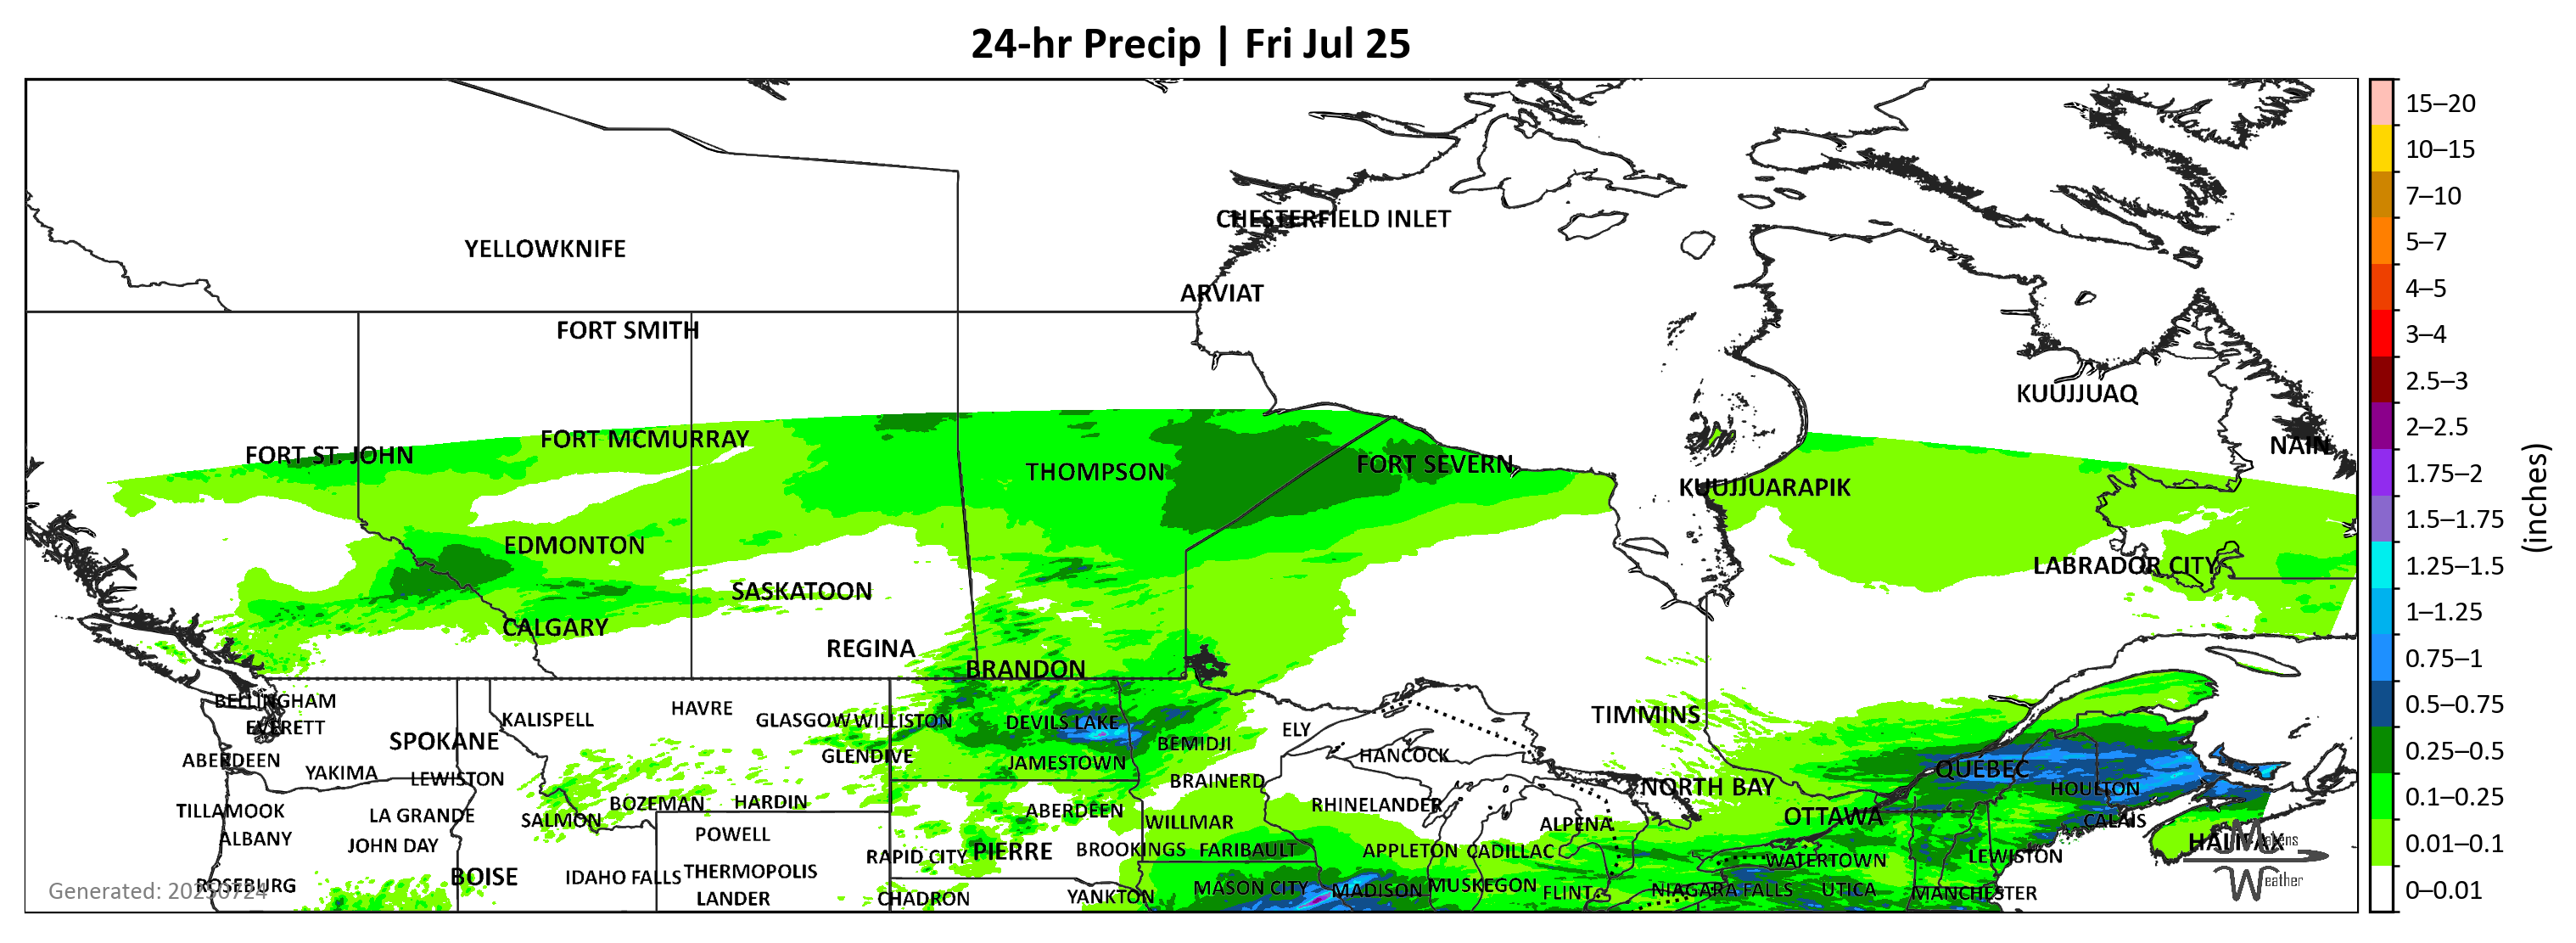 24-hr Precip | Fri Jul 25
15–20
10–15
7–10
5–7
4–5
3–4
2.5–3
2–2.5
1.75–2
1.5–1.75
1.25–1.5
1–1.25
0.75–1
0.5–0.75
0.25–0.5
0.1–0.25
0.01–0.1
0–0.01
(inches)
CHESTERFIELD INLET
YELLOWKNIFE
ARVIAT
FORT SMITH
KUUJJUAQ
FORT MCMURRAY
NAIN
FORT ST. JOHN
FORT SEVERN
THOMPSON
KUUJJUARAPIK
EDMONTON
LABRADOR CITY
SASKATOON
CALGARY
REGINA
BRANDON
BELLINGHAM
HAVRE
TIMMINS
KALISPELL
GLASGOW
WILLISTON
DEVILS LAKE
EVERETT
ELY
SPOKANE
BEMIDJI
GLENDIVE
HANCOCK
ABERDEEN
JAMESTOWN
QUÉBEC
YAKIMA
LEWISTON
BRAINERD
NORTH BAY
HOULTON
BOZEMAN
HARDIN
RHINELANDER
TILLAMOOK
LA GRANDE
SALMON
ABERDEEN
WILLMAR
ALPENA
OTTAWA
CALAIS
ALBANY
JOHN DAY
POWELL
HALIFAX
RAPID CITY
PIERRE
BROOKINGS
FARIBAULT
APPLETON
CADILLAC
WATERTOWN
LEWISTON
ROSEBURG
BOISE
IDAHO FALLS
THERMOPOLIS
MASON CITY
MADISON
MUSKEGON
FLINT
NIAGARA FALLS
UTICA
MANCHESTER
LANDER
CHADRON
YANKTON
Generated: 20250724
Weather